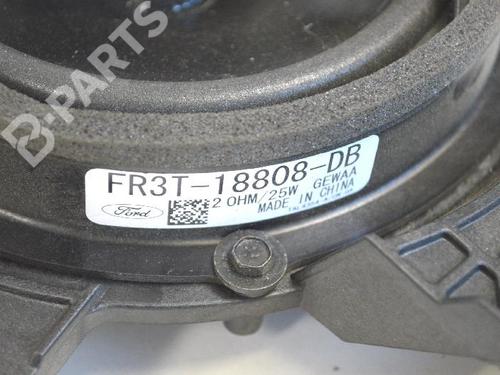 B-PARTS
FR3T-18808-DB
Ford
2 OHM/25W GEWAA
MADE IN CHINA